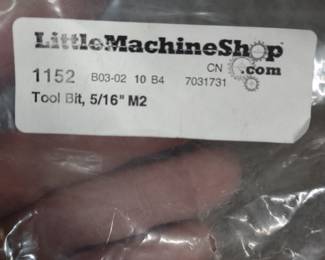 LittleMachineShop
CN .com
1152 B03-02 10 B4 7031731
Tool Bit, 5/16" M2